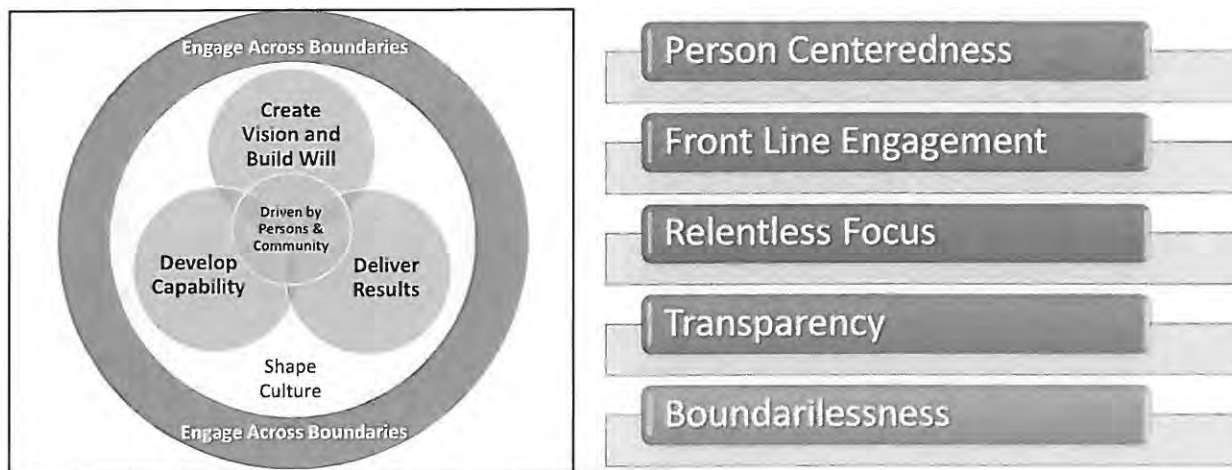 Engage Across Boundaries
Create
Vision and
Build Will
Driven by
Persons &
Community
Develop
Capability
Deliver
Results
Shape
Culture
Engage Across Boundaries
Person Centeredness
Front Line Engagement
Relentless Focus
Transparency
Boundarilessness